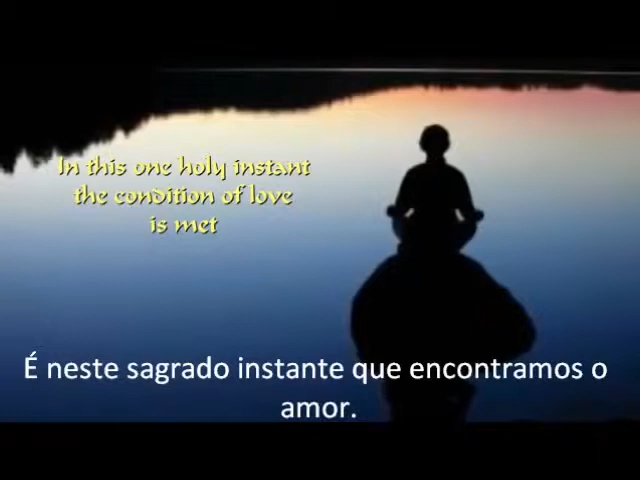 In this one holy instant
the condition of love
is met
É neste sagrado instante que encontramos o
amor.